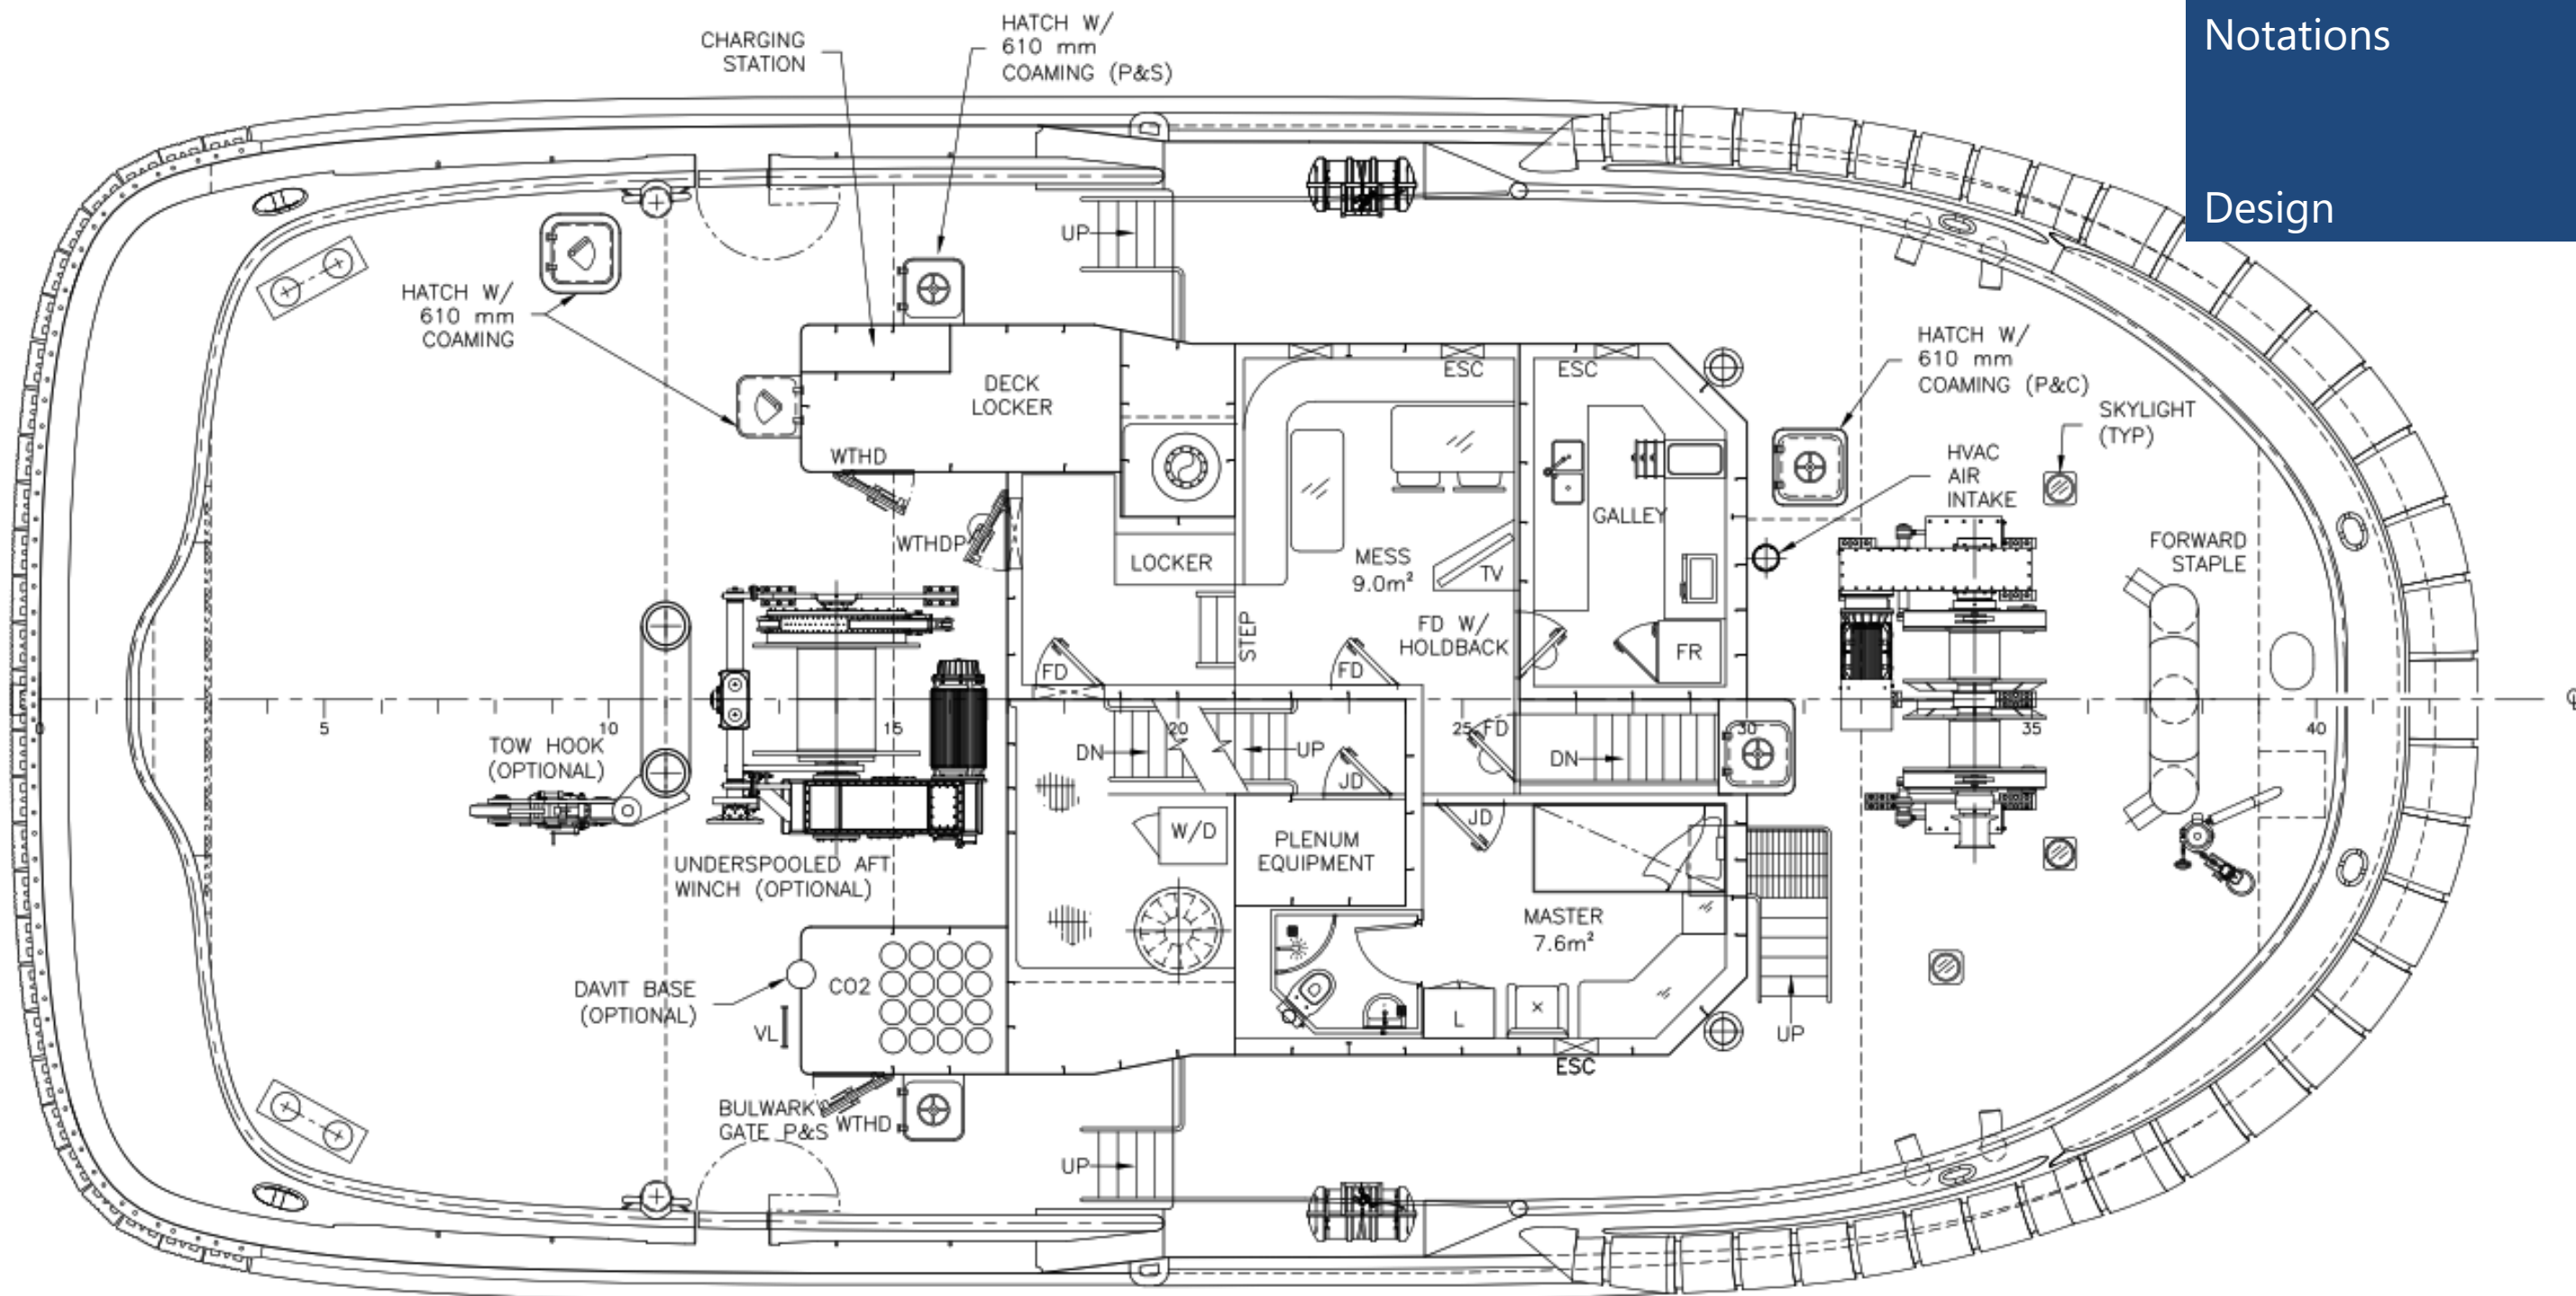 Notations
Design
HATCH W/
610 mm
COAMING (P&S)
CHARGING
STATION
UP
HATCH W/
610 mm
COAMING
DECK
LOCKER
WTHD
WTHDP
LOCKER
ESC
ESC
MESS
9.0m²
TV
GALLEY
HATCH W/
610 mm
COAMING (P&C)
SKYLIGHT
(TYP)
HVAC
AIR
INTAKE
FORWARD
STAPLE
STEP
FD W/
HOLDBACK
FR
FD
FD
0
5
10
15
20
25
30
35
40
FD
TOW HOOK
(OPTIONAL)
DN
UP
JD
DN
JD
W/D
PLENUM
EQUIPMENT
UNDERSPOOLED AFT
WINCH (OPTIONAL)
MASTER
7.6m²
DAVIT BASE
(OPTIONAL)
CO2
VL
L
X
UP
ESC
BULWARK
GATE P&S
WTHD
UP